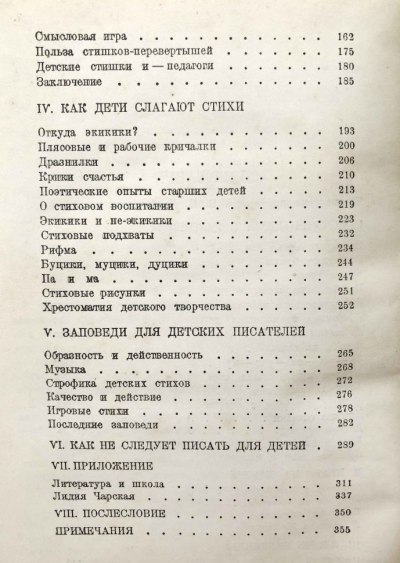 Смысловая игра . . . . . . . . . . . . 162
Польза стишков-перевертышей . . . . . . . 175
Детские стишки и — педагоги . . . . . . . 180
Заключение . . . . . . . . . . . . . . 185
IV. КАК ДЕТИ СЛАГАЮТ СТИХИ
Откуда экикики? . . . . . . . . . . . . 193
Плясовые и рабочие кричалки . . . . . . . 200
Дразнилки . . . . . . . . . . . . . . 206
Крики счастья . . . . . . . . . . . . . 210
Поэтические опыты старших детей . . . . . 213
О стиховом воспитании . . . . . . . . . . 219
Экикики и не-экикики . . . . . . . . . . 223
Стиховые подхваты . . . . . . . . . . . 232
Рифма . . . . . . . . . . . . . . . . 234
Буцики, муцики, дуцики . . . . . . . . . 244
Па и ма . . . . . . . . . . . . . . . 247
Стиховые рисунки . . . . . . . . . . . 251
Хрестоматия детского творчества . . . . . 252
V. ЗАПОВЕДИ ДЛЯ ДЕТСКИХ ПИСАТЕЛЕЙ
Образность и действенность . . . . . . . . 265
Музыка . . . . . . . . . . . . . . . 268
Строфика детских стихов . . . . . . . . . 272
Качество и действие . . . . . . . . . . 276
Игровые стихи . . . . . . . . . . . . 278
Последние заповеди . . . . . . . . . . . 282
VI. КАК НЕ СЛЕДУЕТ ПИСАТЬ ДЛЯ ДЕТЕЙ . 289
VII. ПРИЛОЖЕНИЕ
Литература и школа . . . . . . . . . . 311
Лидия Чарская . . . . . . . . . . . . 337
VIII. ПОСЛЕСЛОВИЕ . . . . . . . . . . 350
ПРИМЕЧАНИЯ . . . . . . . . . . . . . 355